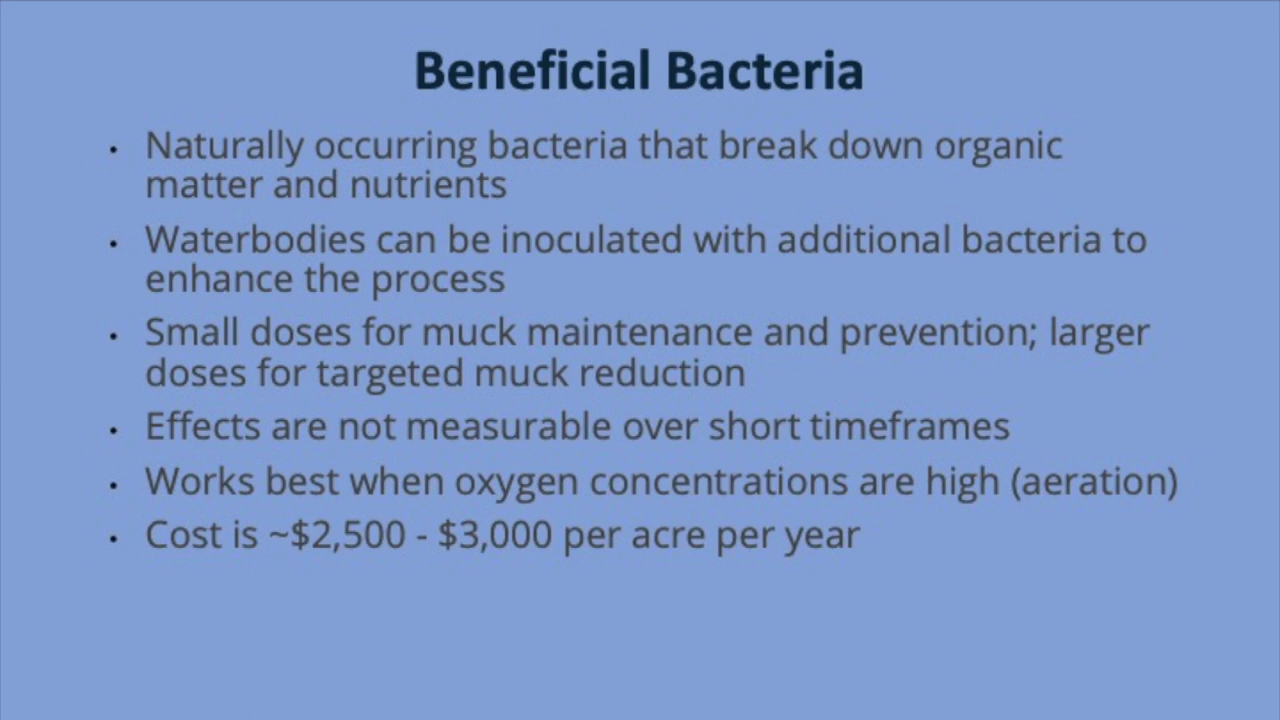 Beneficial Bacteria
· Naturally occurring bacteria that break down organic
matter and nutrients
· Waterbodies can be inoculated with additional bacteria to
enhance the process
· Small doses for muck maintenance and prevention; larger
doses for targeted muck reduction
· Effects are not measurable over short timeframes
· Works best when oxygen concentrations are high (aeration)
· Cost is ~$2,500 - $3,000 per acre per year